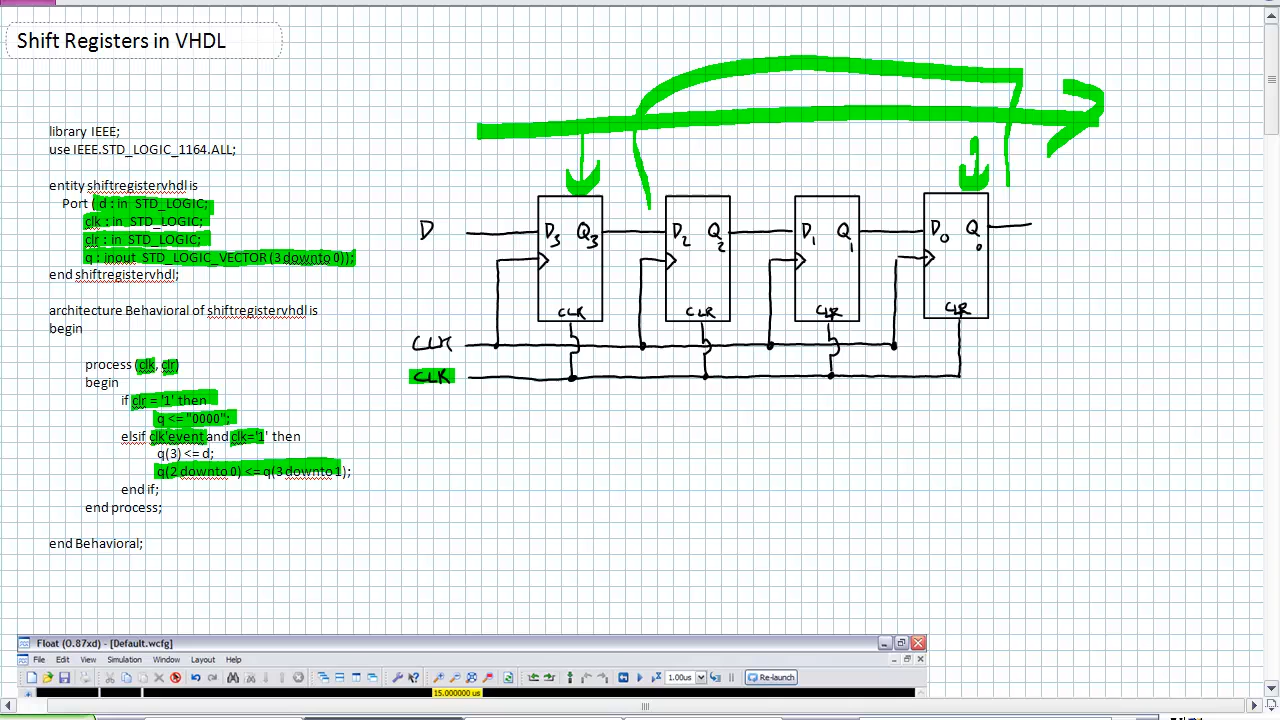 Shift Registers in VHDL
library IEEE;
use IEEE.STD_LOGIC_1164.ALL;
entity shiftregistervhdl is
Port ( d : in STD_LOGIC;
clk : in STD_LOGIC;
clr : in STD_LOGIC;
q : inout STD_LOGIC_VECTOR (3 downto 0));
end shiftregistervhdl;
architecture Behavioral of shiftregistervhdl is
begin
process (clk, clr)
begin
if clr = '1' then
q <= "0000";
elsif clk'event and clk='1' then
q(3) <= d;
q(2 downto 0) <= q(3 downto 1);
end if;
end process;
end Behavioral;
D D3 Q3 D2 Q2 D1 Q1 D0 Q0
CLR CLR CLR CLR
CLK
CLR
Float (0.87xd) - [Default.wcfg]
File Edit View Simulation Window Layout Help
1.00us Re-launch
15.000000 us